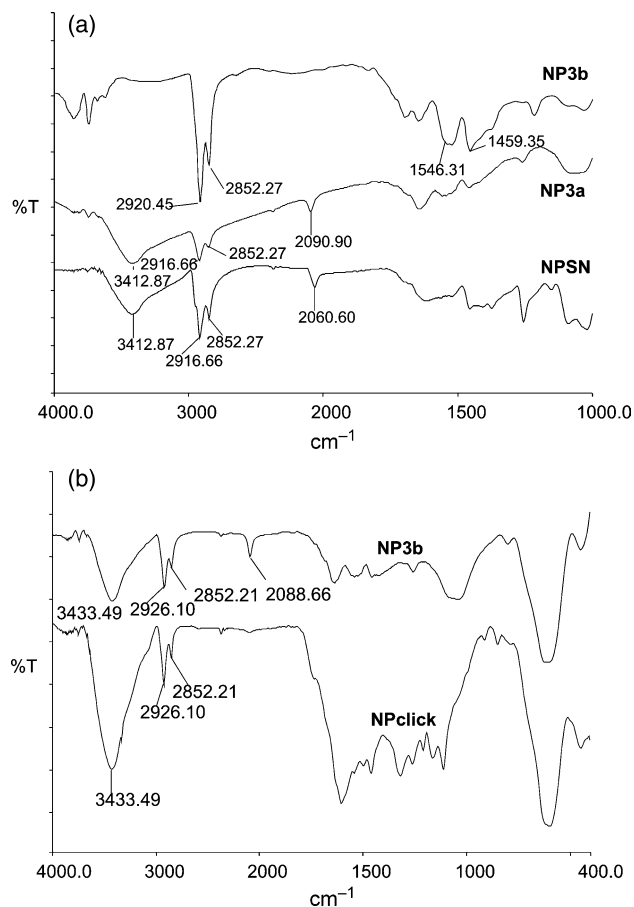 (a)
NP3b
1546.31
1459.35
2920.45
2852.27
NP3a
%T
2916.66
3412.87
2852.27
2090.90
NPSN
3412.87
2916.66
2852.27
2060.60
4000.0
3000
2000
1500
1000.0
cm–1
(b)
NP3b
3433.49
2926.10
2852.21
2088.66
%T
2852.21
2926.10
NPclick
3433.49
4000.0
3000
2000
1500
1000
400.0
cm–1